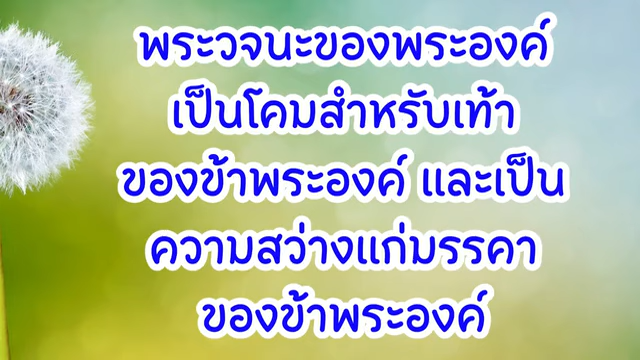 พระวจนะของพระองค์
เป็นโคมสำหรับเท้า
ของข้าพระองค์ และเป็น
ความสว่างแก่มรรคา
ของข้าพระองค์